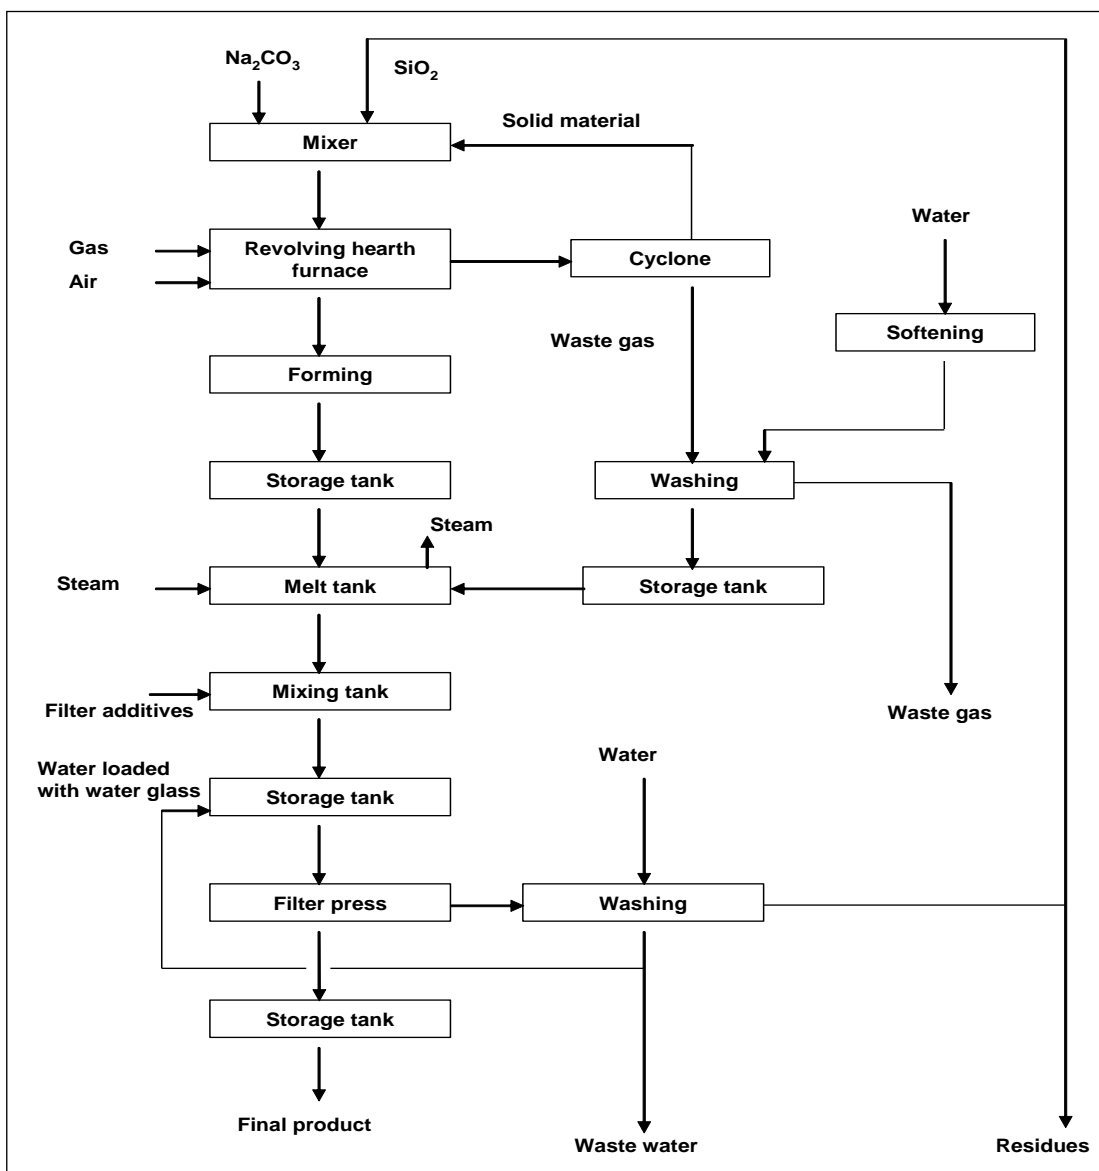 Na₂CO₃
SiO₂
Solid material
Mixer
Water
Gas
Revolving hearth
furnace
Cyclone
Air
Softening
Waste gas
Forming
Storage tank
Washing
Steam
Steam
Melt tank
Storage tank
Mixing tank
Filter additives
Waste gas
Water loaded
with water glass
Water
Storage tank
Filter press
Washing
Storage tank
Final product
Waste water
Residues